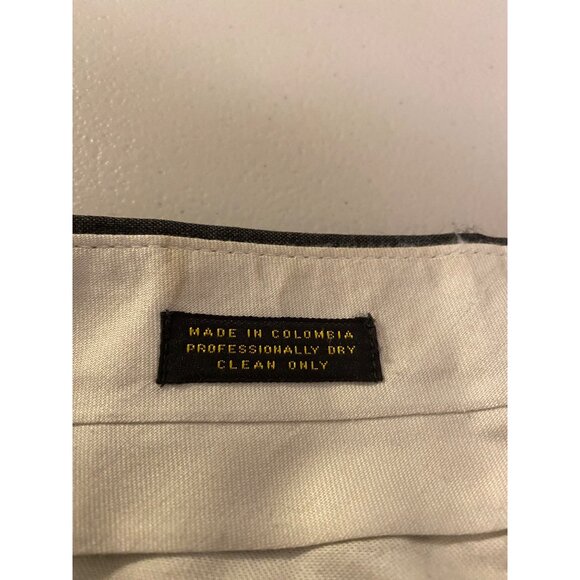 MADE IN COLOMBIA
PROFESSIONALLY DRY
CLEAN ONLY